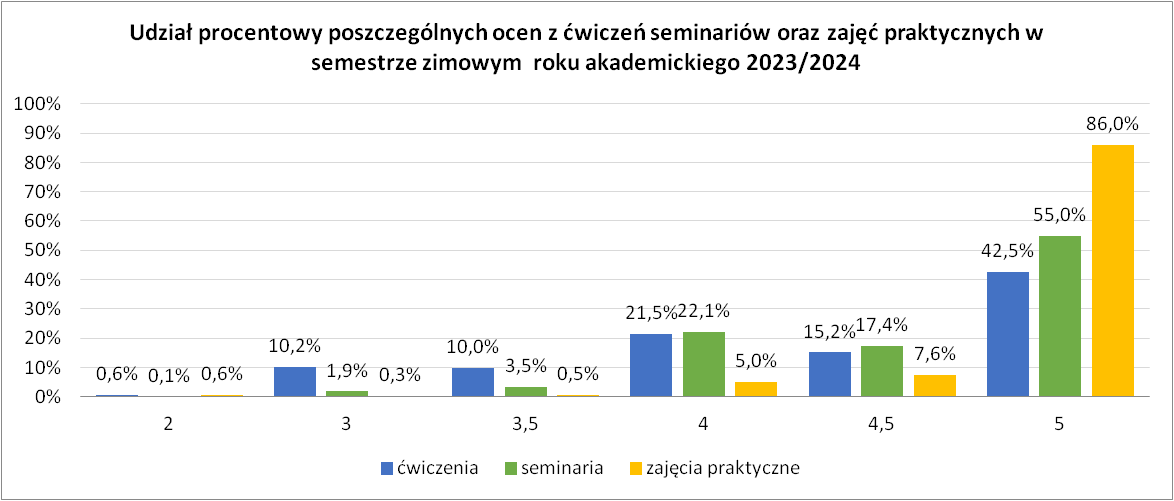 Udział procentowy poszczególnych ocen z ćwiczeń seminariów oraz zajęć praktycznych w
semestrze zimowym  roku akademickiego 2023/2024
100%
90%
80%
70%
60%
50%
40%
30%
20%
10%
0%
0,6% 0,1% 0,6%
10,2% 1,9% 0,3%
10,0% 3,5% 0,5%
21,5% 22,1% 5,0%
15,2% 17,4% 7,6%
42,5% 55,0% 86,0%
2 3 3,5 4 4,5 5
ćwiczenia seminaria zajęcia praktyczne